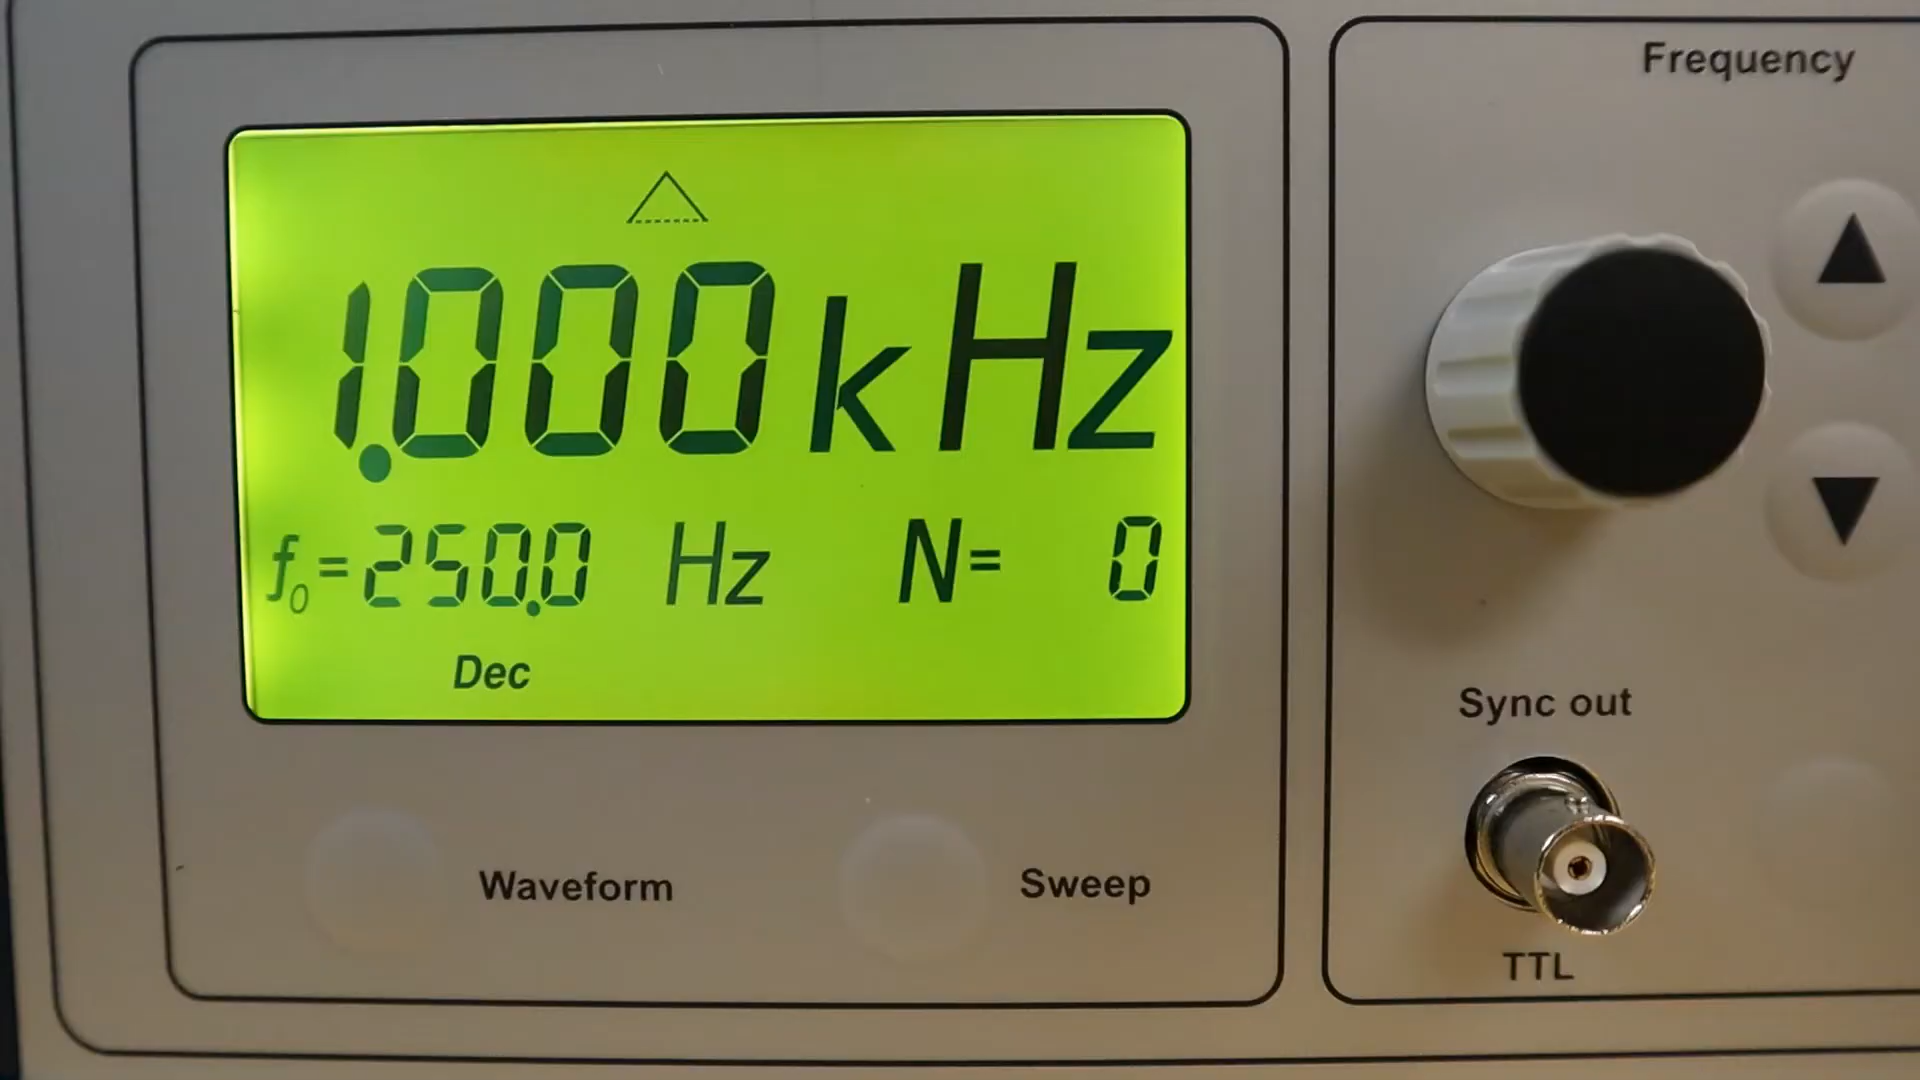 1.000 kHz
f0 = 250.0 Hz N= 0
Dec
Waveform
Sweep
Frequency
Sync out
TTL